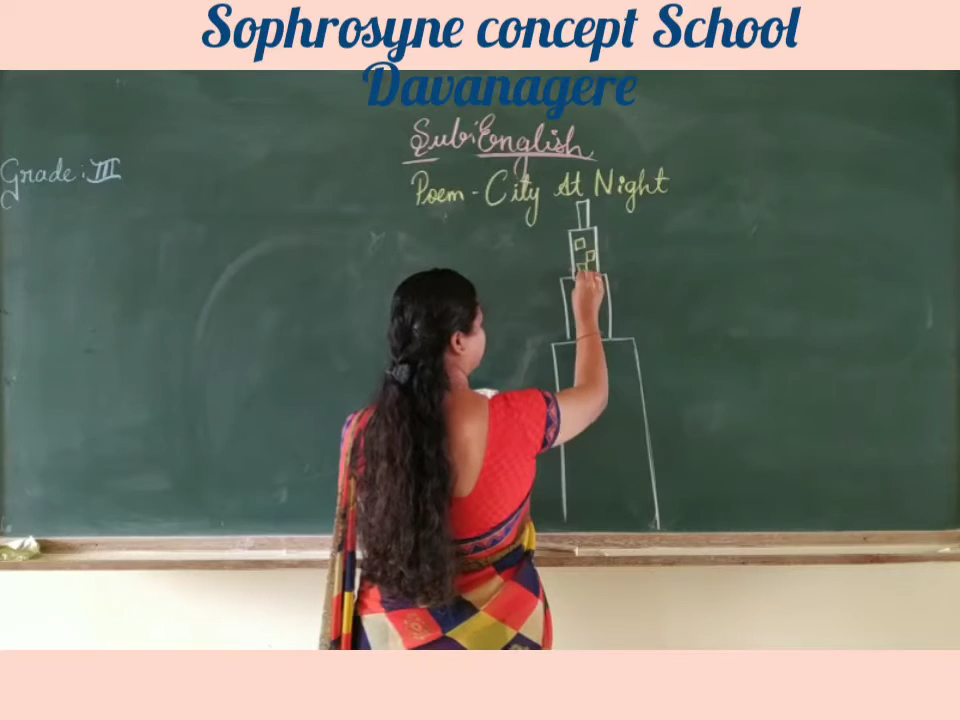 Sophrosyne concept School
Davanagere
Sub: English
Grade: III
Poem - City At Night